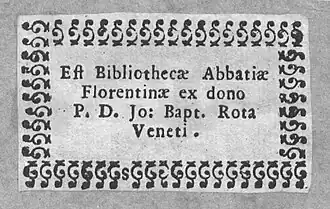 Est Bibliothecæ Abbatiæ
Florentinæ ex dono
P. D. Jo: Bapt. Rota
Veneti.